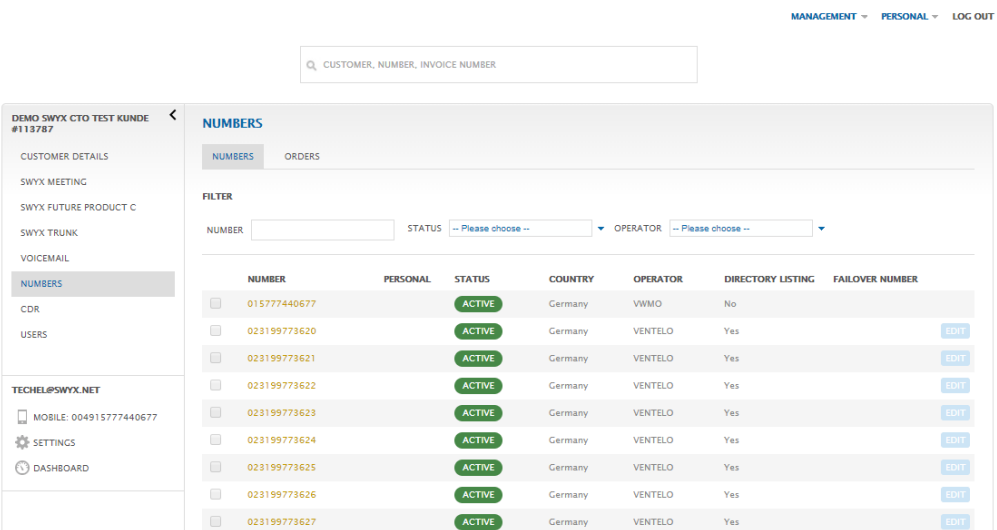 MANAGEMENT PERSONAL LOG OUT
CUSTOMER, NUMBER, INVOICE NUMBER
DEMO SWYX CTO TEST KUNDE
#113787
CUSTOMER DETAILS
SWYX MEETING
SWYX FUTURE PRODUCT C
SWYX TRUNK
VOICEMAIL
NUMBERS
CDR
USERS
TECHEL@SWYX.NET
MOBILE: 004915777440677
SETTINGS
DASHBOARD
NUMBERS
NUMBERS ORDERS
FILTER
NUMBER STATUS -- Please choose -- OPERATOR -- Please choose --
NUMBER PERSONAL STATUS COUNTRY OPERATOR DIRECTORY LISTING FAILOVER NUMBER
015777440677 ACTIVE Germany VWMO No
023199773620 ACTIVE Germany VENTELO Yes EDIT
023199773621 ACTIVE Germany VENTELO Yes EDIT
023199773622 ACTIVE Germany VENTELO Yes EDIT
023199773623 ACTIVE Germany VENTELO Yes EDIT
023199773624 ACTIVE Germany VENTELO Yes EDIT
023199773625 ACTIVE Germany VENTELO Yes EDIT
023199773626 ACTIVE Germany VENTELO Yes EDIT
023199773627 ACTIVE Germany VENTELO Yes EDIT